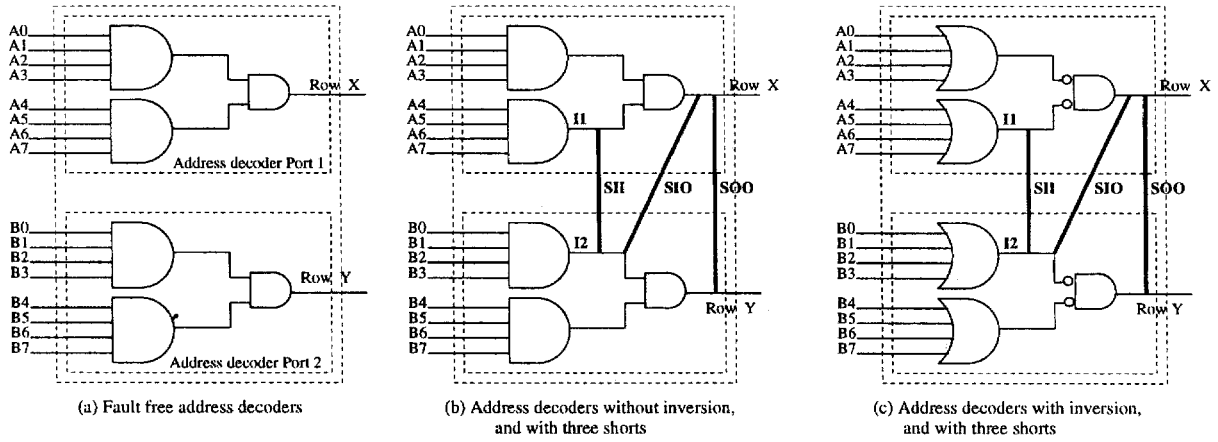 A0
A1
A2
A3
Row X
A4
A5
A6
A7
Address decoder Port 1
B0
B1
B2
B3
Row Y
B4
B5
B6
B7
Address decoder Port 2
(a) Fault free address decoders
A0
A1
A2
A3
Row X
A4
A5
A6
A7
I1
SII
SIO
SOO
B0
B1
B2
B3
I2
B4
B5
B6
B7
Row Y
(b) Address decoders without inversion,
and with three shorts
A0
A1
A2
A3
Row X
A4
A5
A6
A7
I1
SII
SIO
SOO
B0
B1
B2
B3
I2
B4
B5
B6
B7
Row Y
(c) Address decoders with inversion,
and with three shorts